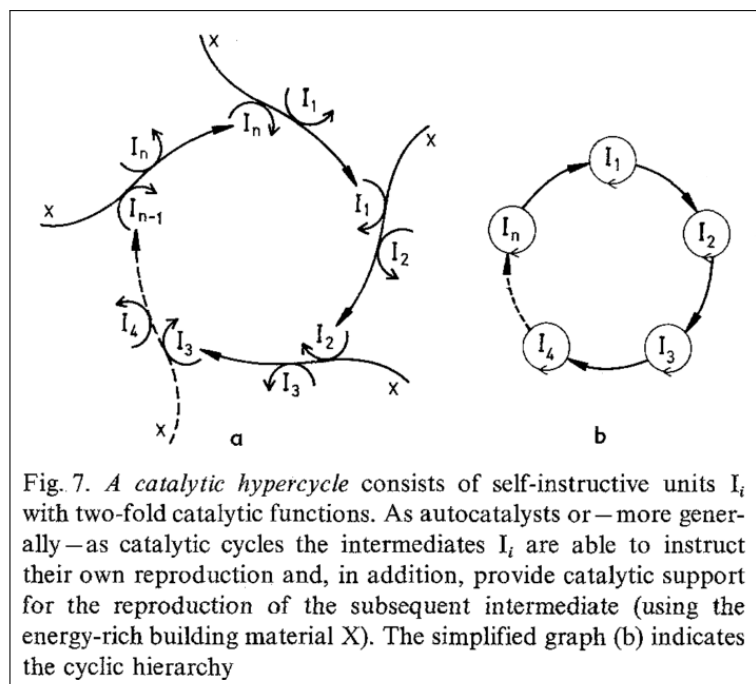 X
I₁
Iₙ
X
Iₙ
I₁
X
Iₙ₋₁
I₂
I₄
I₂
I₃
I₃
X
X
a
I₁
Iₙ
I₂
I₄
I₃
b
Fig. 7. A catalytic hypercycle consists of self-instructive units Iᵢ
with two-fold catalytic functions. As autocatalysts or—more gener-
ally—as catalytic cycles the intermediates Iᵢ are able to instruct
their own reproduction and, in addition, provide catalytic support
for the reproduction of the subsequent intermediate (using the
energy-rich building material X). The simplified graph (b) indicates
the cyclic hierarchy